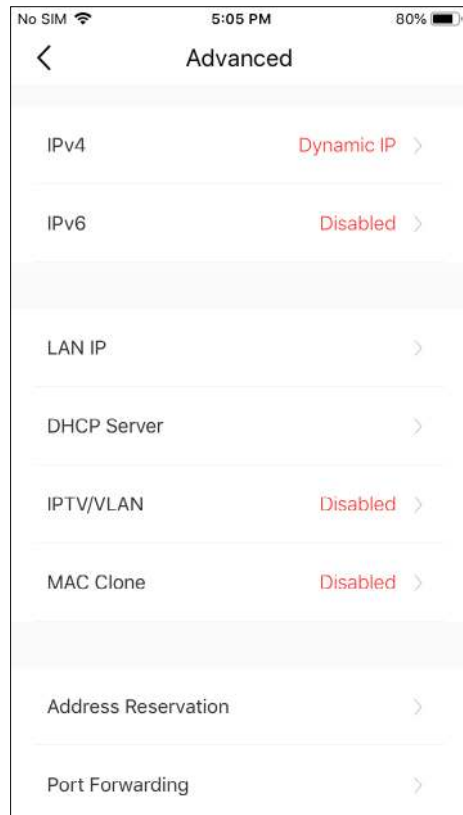 No SIM 5:05 PM 80%
Advanced
IPv4 Dynamic IP
IPv6 Disabled
LAN IP
DHCP Server
IPTV/VLAN Disabled
MAC Clone Disabled
Address Reservation
Port Forwarding